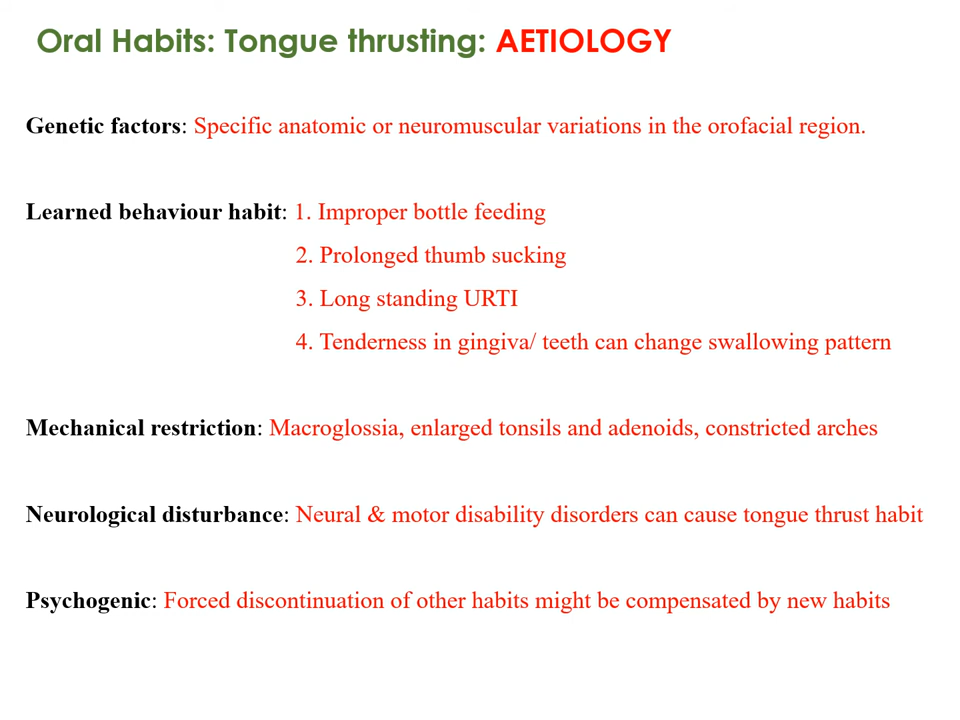 Oral Habits: Tongue thrusting: AETIOLOGY
Genetic factors: Specific anatomic or neuromuscular variations in the orofacial region.
Learned behaviour habit: 1. Improper bottle feeding
2. Prolonged thumb sucking
3. Long standing URTI
4. Tenderness in gingiva/ teeth can change swallowing pattern
Mechanical restriction: Macroglossia, enlarged tonsils and adenoids, constricted arches
Neurological disturbance: Neural & motor disability disorders can cause tongue thrust habit
Psychogenic: Forced discontinuation of other habits might be compensated by new habits